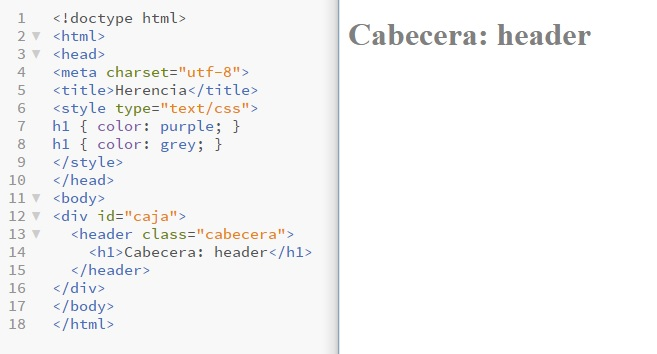 1 <!doctype html>
2 <html>
3 <head>
4 <meta charset="utf-8">
5 <title>Herencia</title>
6 <style type="text/css">
7 h1 { color: purple; }
8 h1 { color: grey; }
9 </style>
10 </head>
11 <body>
12 <div id="caja">
13 <header class="cabecera">
14 <h1>Cabecera: header</h1>
15 </header>
16 </div>
17 </body>
18 </html>
Cabecera: header